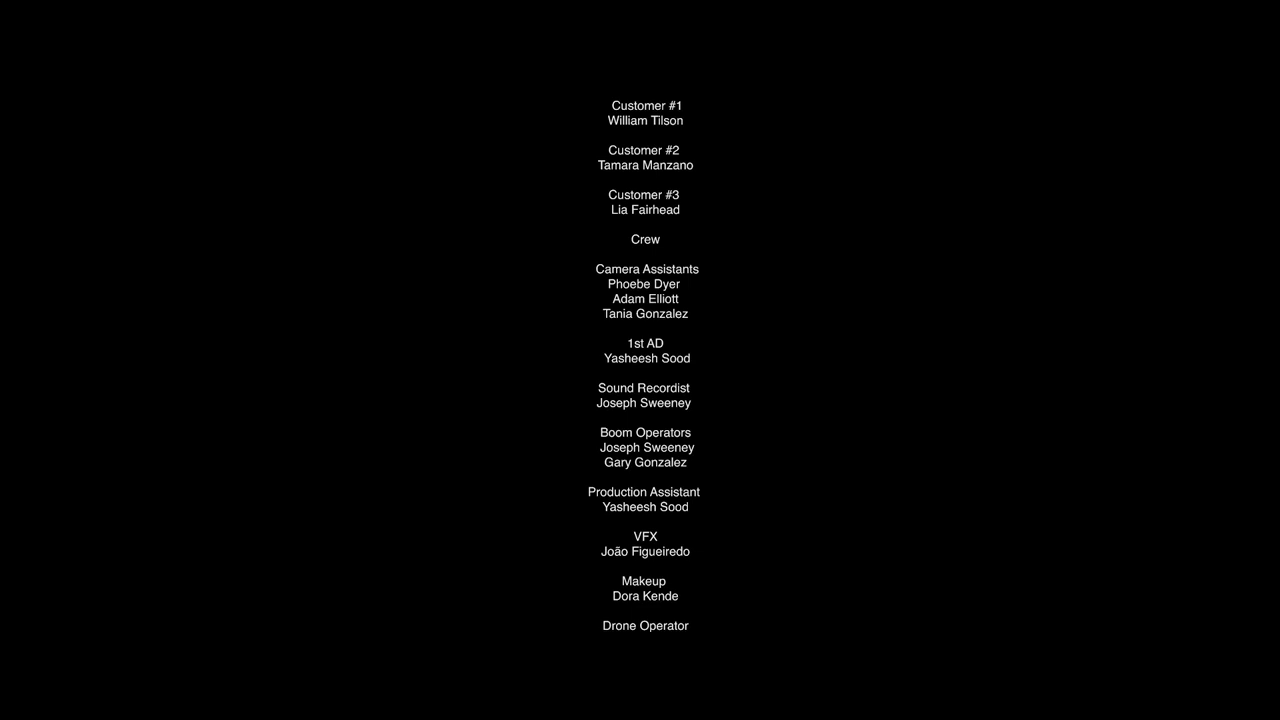 Customer #1
William Tilson
Customer #2
Tamara Manzano
Customer #3
Lia Fairhead
Crew
Camera Assistants
Phoebe Dyer
Adam Elliott
Tania Gonzalez
1st AD
Yasheesh Sood
Sound Recordist
Joseph Sweeney
Boom Operators
Joseph Sweeney
Gary Gonzalez
Production Assistant
Yasheesh Sood
VFX
João Figueiredo
Makeup
Dora Kende
Drone Operator